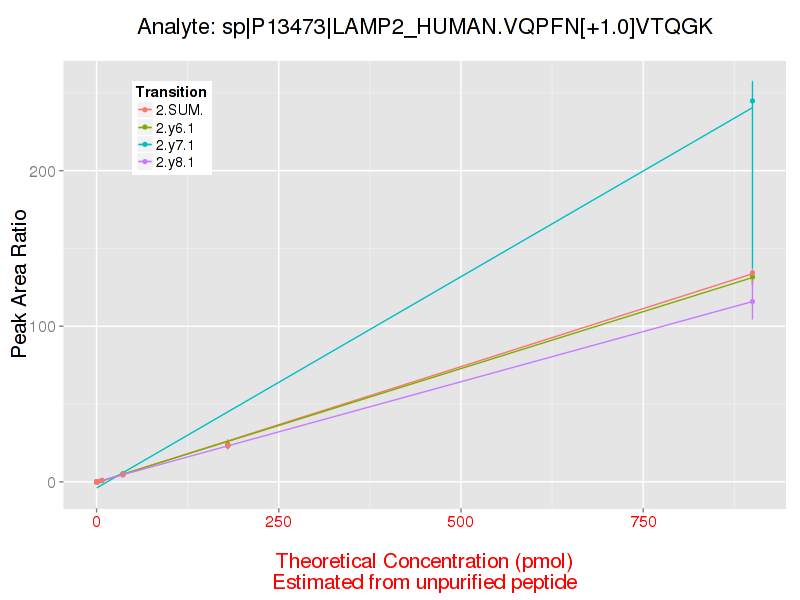 Analyte: sp|P13473|LAMP2_HUMAN.VQPFN[+1.0]VTQGK
Transition
2.SUM.
2.y6.1
2.y7.1
2.y8.1
Peak Area Ratio
200
100
0
0 250 500 750
Theoretical Concentration (pmol)
Estimated from unpurified peptide